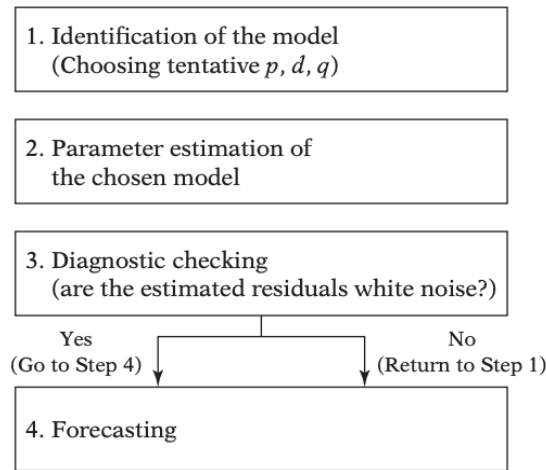 1. Identification of the model
(Choosing tentative p, d, q)
2. Parameter estimation of
the chosen model
3. Diagnostic checking
(are the estimated residuals white noise?)
Yes
(Go to Step 4)
No
(Return to Step 1)
4. Forecasting